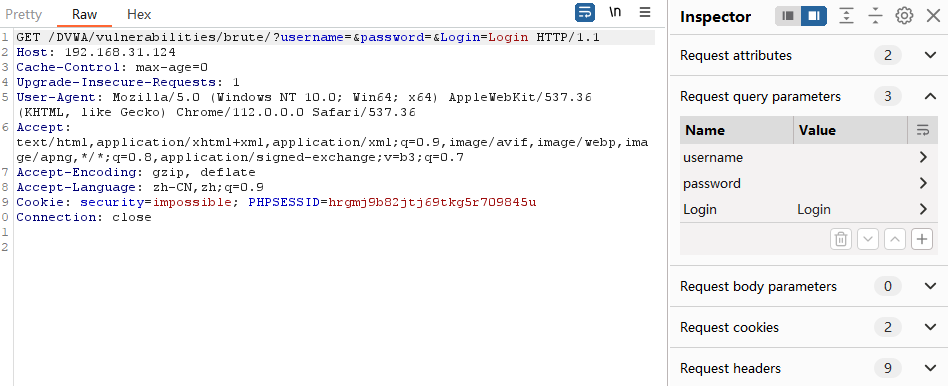 Pretty Raw Hex \n
1 GET /DVWA/vulnerabilities/brute/?username=&password=&Login=Login HTTP/1.1
2 Host: 192.168.31.124
3 Cache-Control: max-age=0
4 Upgrade-Insecure-Requests: 1
5 User-Agent: Mozilla/5.0 (Windows NT 10.0; Win64; x64) AppleWebKit/537.36
(KHTML, like Gecko) Chrome/112.0.0.0 Safari/537.36
6 Accept:
text/html,application/xhtml+xml,application/xml;q=0.9,image/avif,image/webp,ima
ge/apng,*/*;q=0.8,application/signed-exchange;v=b3;q=0.7
7 Accept-Encoding: gzip, deflate
8 Accept-Language: zh-CN,zh;q=0.9
9 Cookie: security=impossible; PHPSESSID=hrgmj9b82jtj69tkg5r709845u
0 Connection: close
1
2
Inspector
Request attributes 2
Request query parameters 3
Name Value
username
password
Login Login
Request body parameters 0
Request cookies 2
Request headers 9